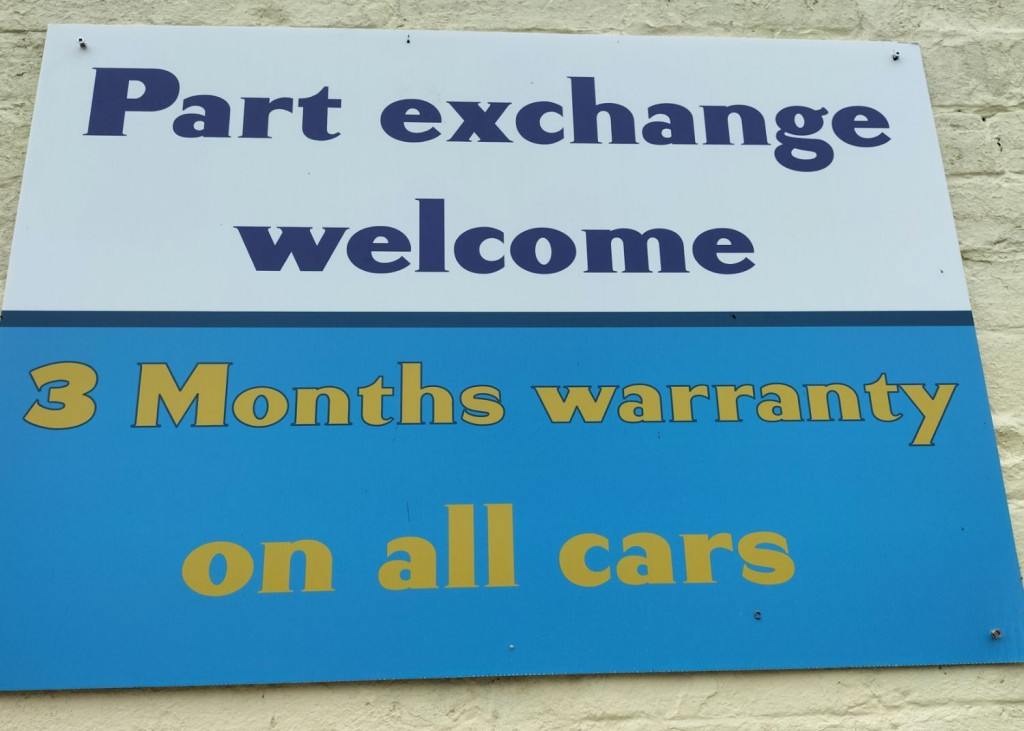 Part exchange
welcome
3 Months warranty
on all cars